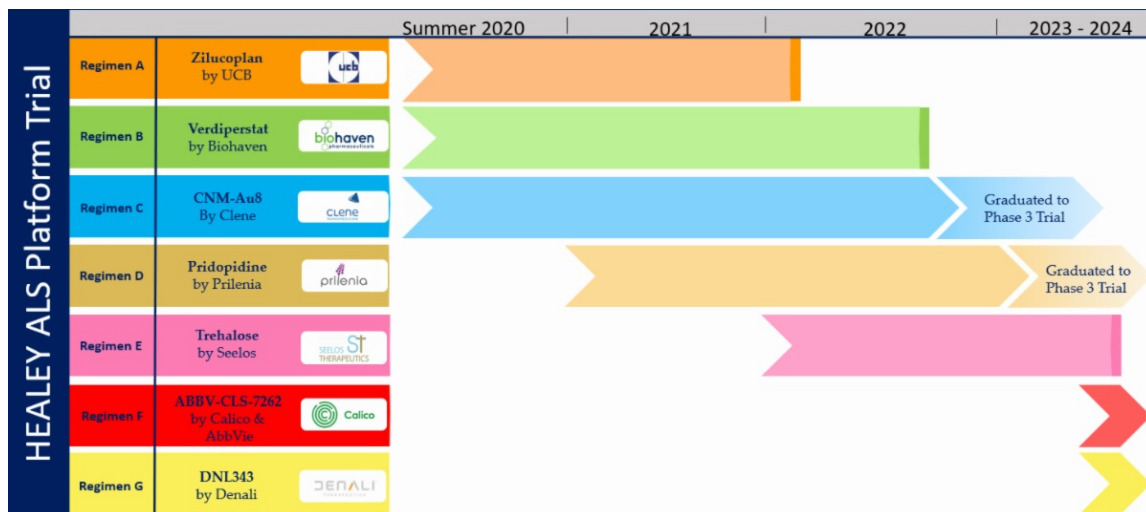 HEALEY ALS Platform Trial
Summer 2020
2021
2022
2023 - 2024
Regimen A
Zilucoplan
by UCB
ucb
Regimen B
Verdiperstat
by Biohaven
biohaven
pharmaceuticals
Regimen C
CNM-Au8
By Clene
CLENE
Graduated to
Phase 3 Trial
Regimen D
Pridopidine
by Prilenia
prilenia
Graduated to
Phase 3 Trial
Regimen E
Trehalose
by Seelos
SEELOS ST
THERAPEUTICS
Regimen F
ABBV-CLS-7262
by Calico &
AbbVie
Calico
Regimen G
DNL343
by Denali
DENALI